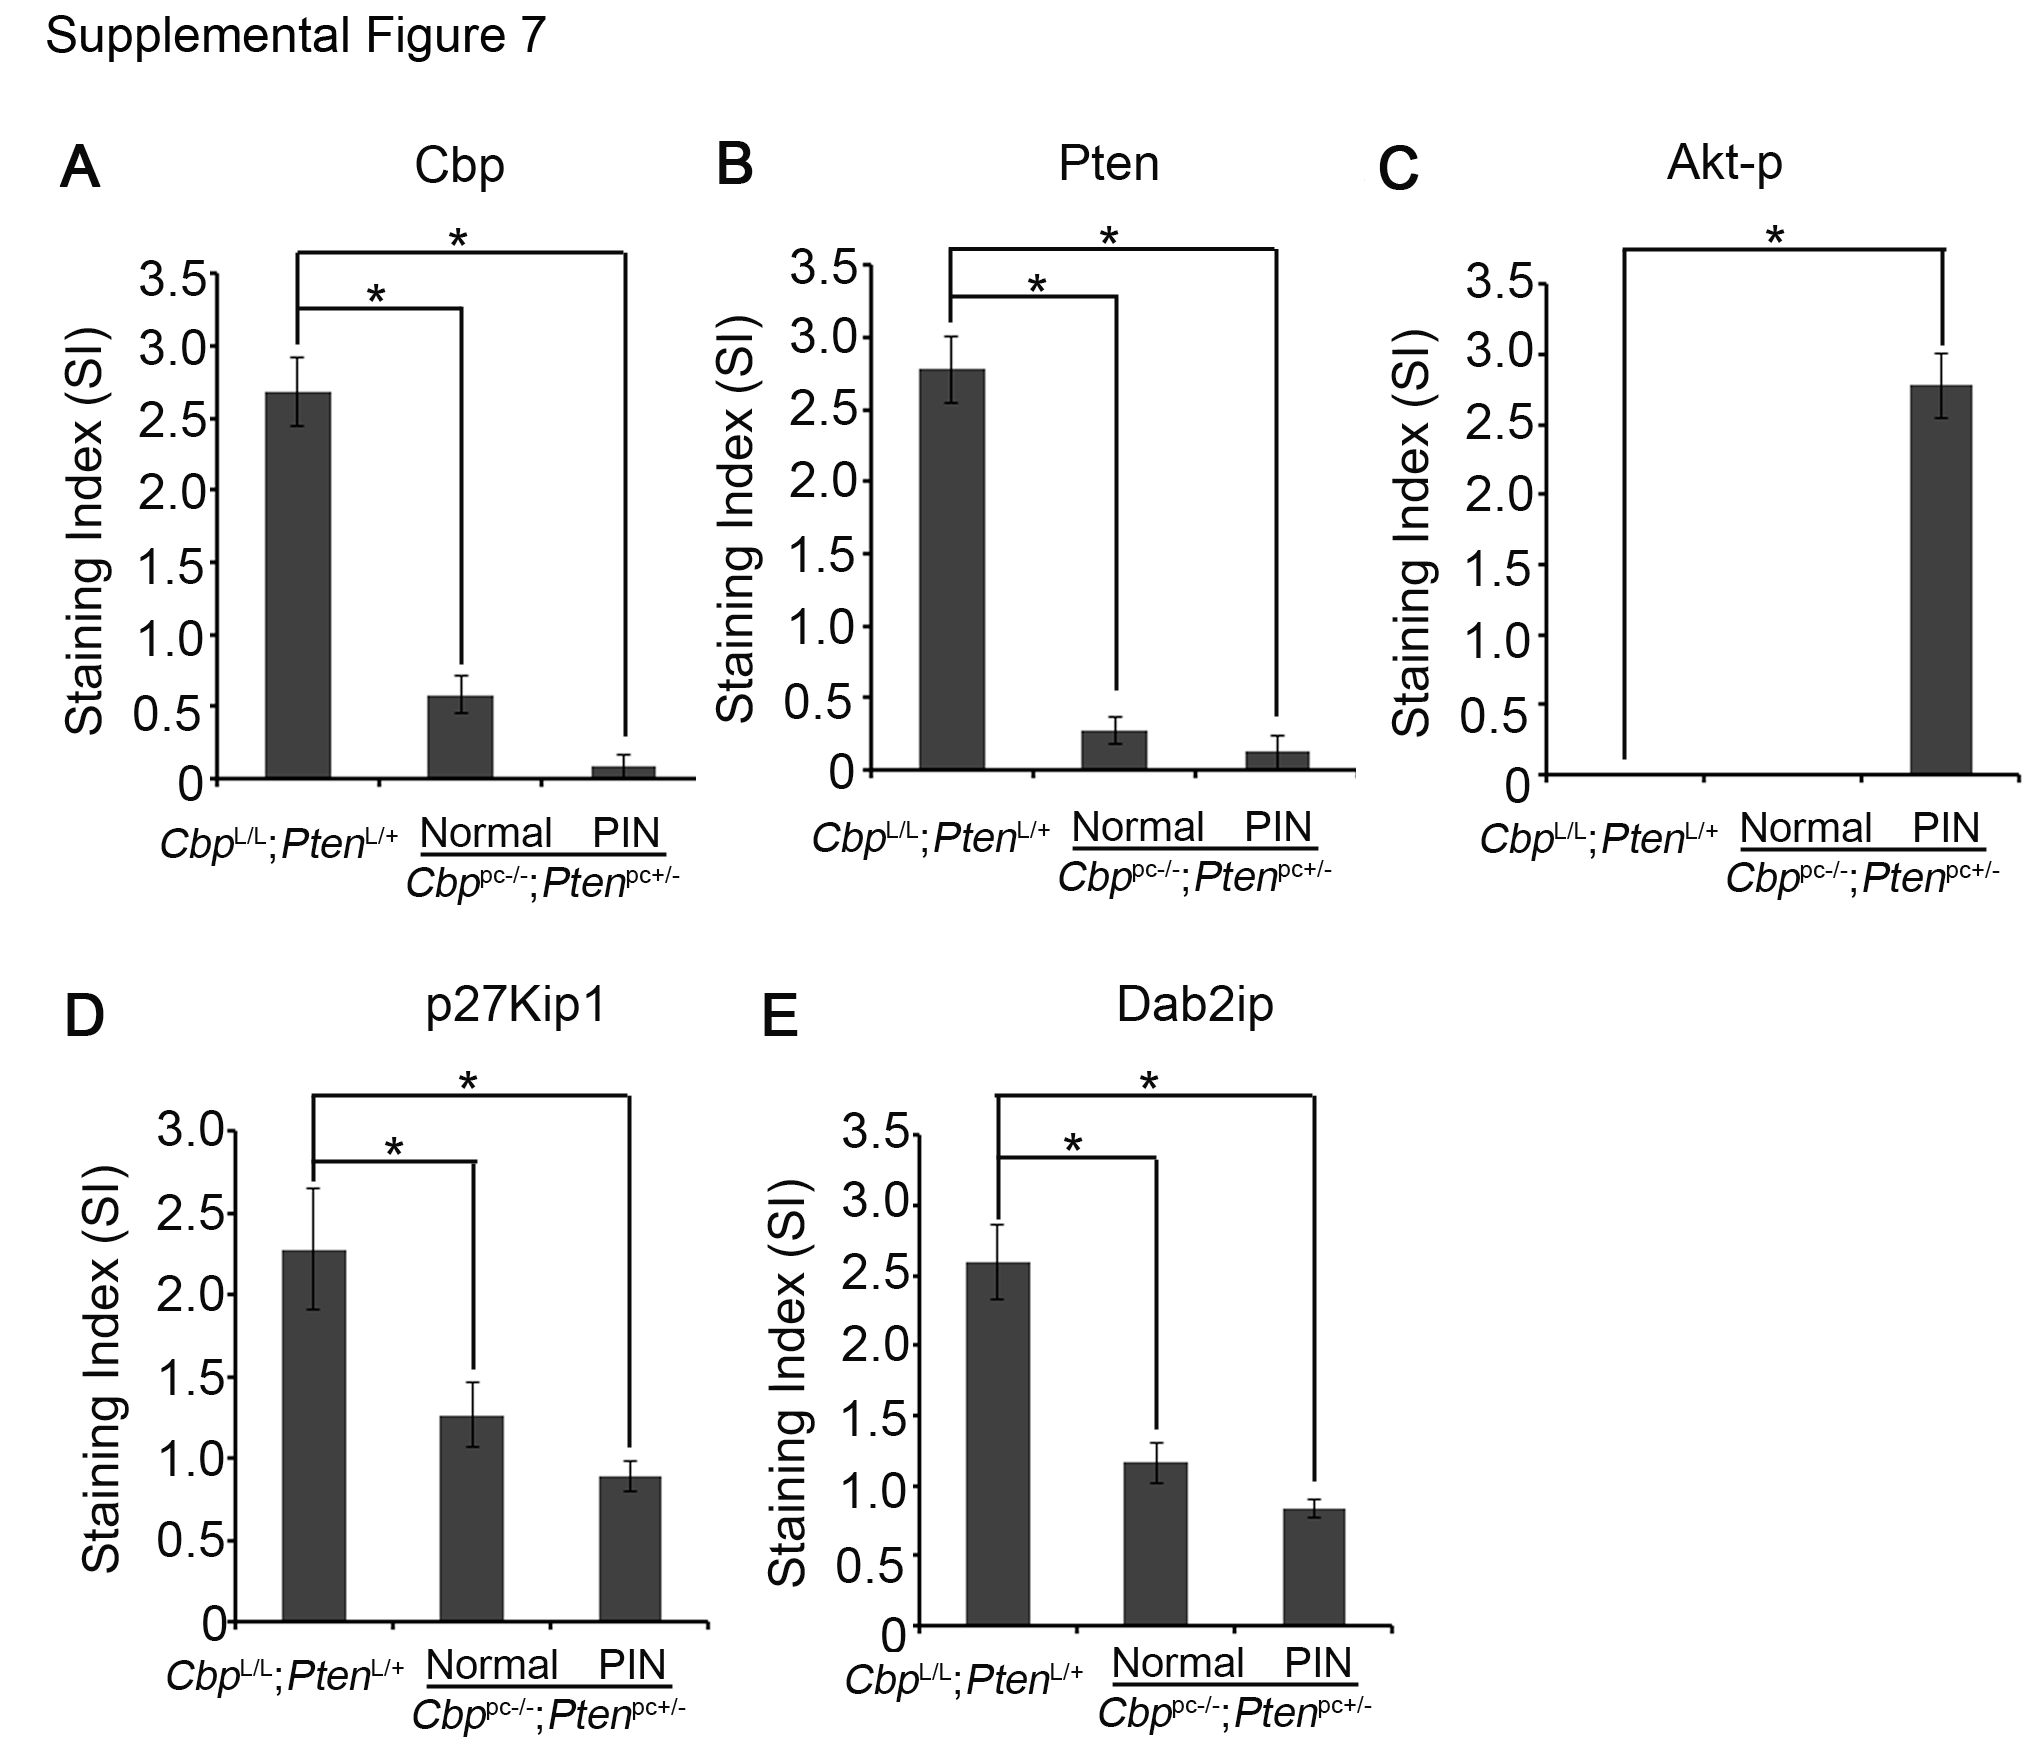 Supplemental Figure 7
A
Cbp
*
*
Staining Index (SI)
3.5
3.0
2.5
2.0
1.5
1.0
0.5
0
CbpL/L;PtenL/+
Normal PIN
Cbppc-/-;Ptenpc+/-
B
Pten
*
*
Staining Index (SI)
3.5
3.0
2.5
2.0
1.5
1.0
0.5
0
CbpL/L;PtenL/+
Normal PIN
Cbppc-/-;Ptenpc+/-
C
Akt-p
*
Staining Index (SI)
3.5
3.0
2.5
2.0
1.5
1.0
0.5
0
CbpL/L;PtenL/+
Normal PIN
Cbppc-/-;Ptenpc+/-
D
p27Kip1
*
*
Staining Index (SI)
3.0
2.5
2.0
1.5
1.0
0.5
0
CbpL/L;PtenL/+
Normal PIN
Cbppc-/-;Ptenpc+/-
E
Dab2ip
*
*
Staining Index (SI)
3.5
3.0
2.5
2.0
1.5
1.0
0.5
0
CbpL/L;PtenL/+
Normal PIN
Cbppc-/-;Ptenpc+/-